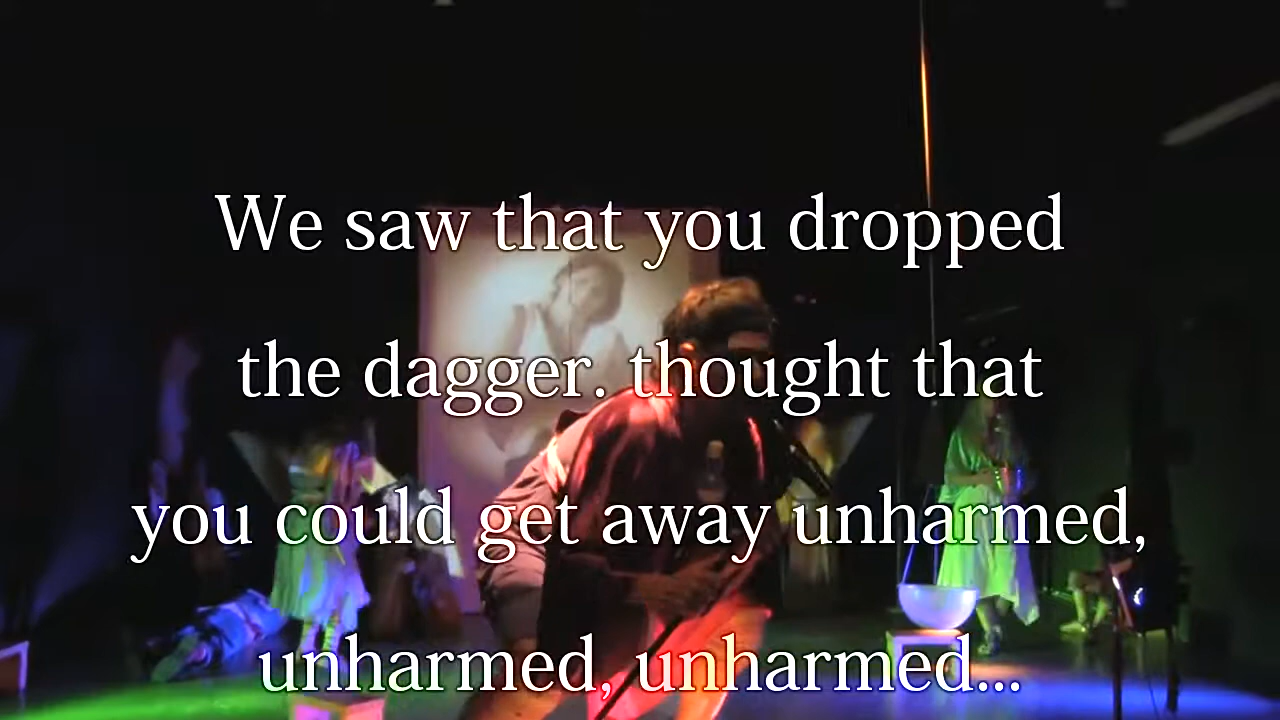 We saw that you dropped
the dagger. thought that
you could get away unharmed,
unharmed, unharmed...